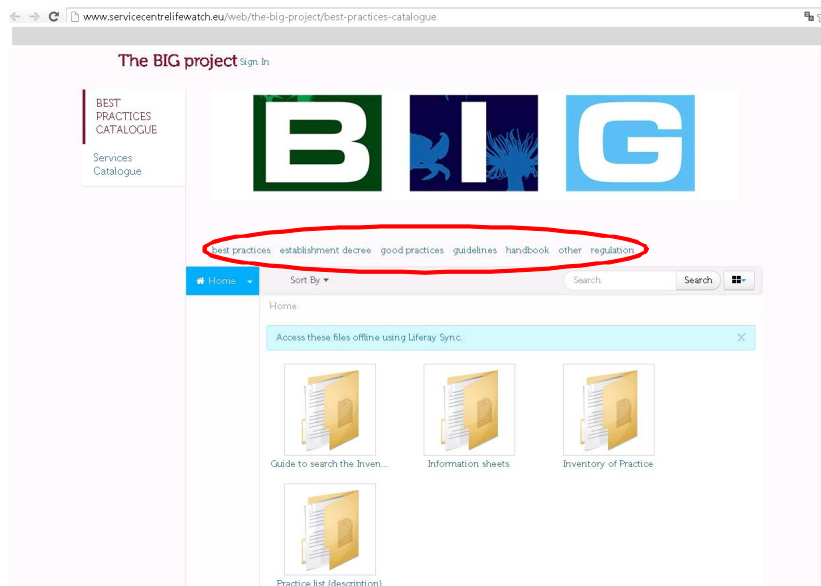 www.servicecentrelifewatch.eu/web/the-big-project/best-practices-catalogue
The BIG project Sign In
BEST
PRACTICES
CATALOGUE
Services
Catalogue
BIG
best practices establishment decree good practices guidelines handbook other regulation
Home Sort By Search Search
Home
Access these files offline using Liferay Sync.
Guide to search the Inven... Information sheets Inventory of Practice
Practice list (description)